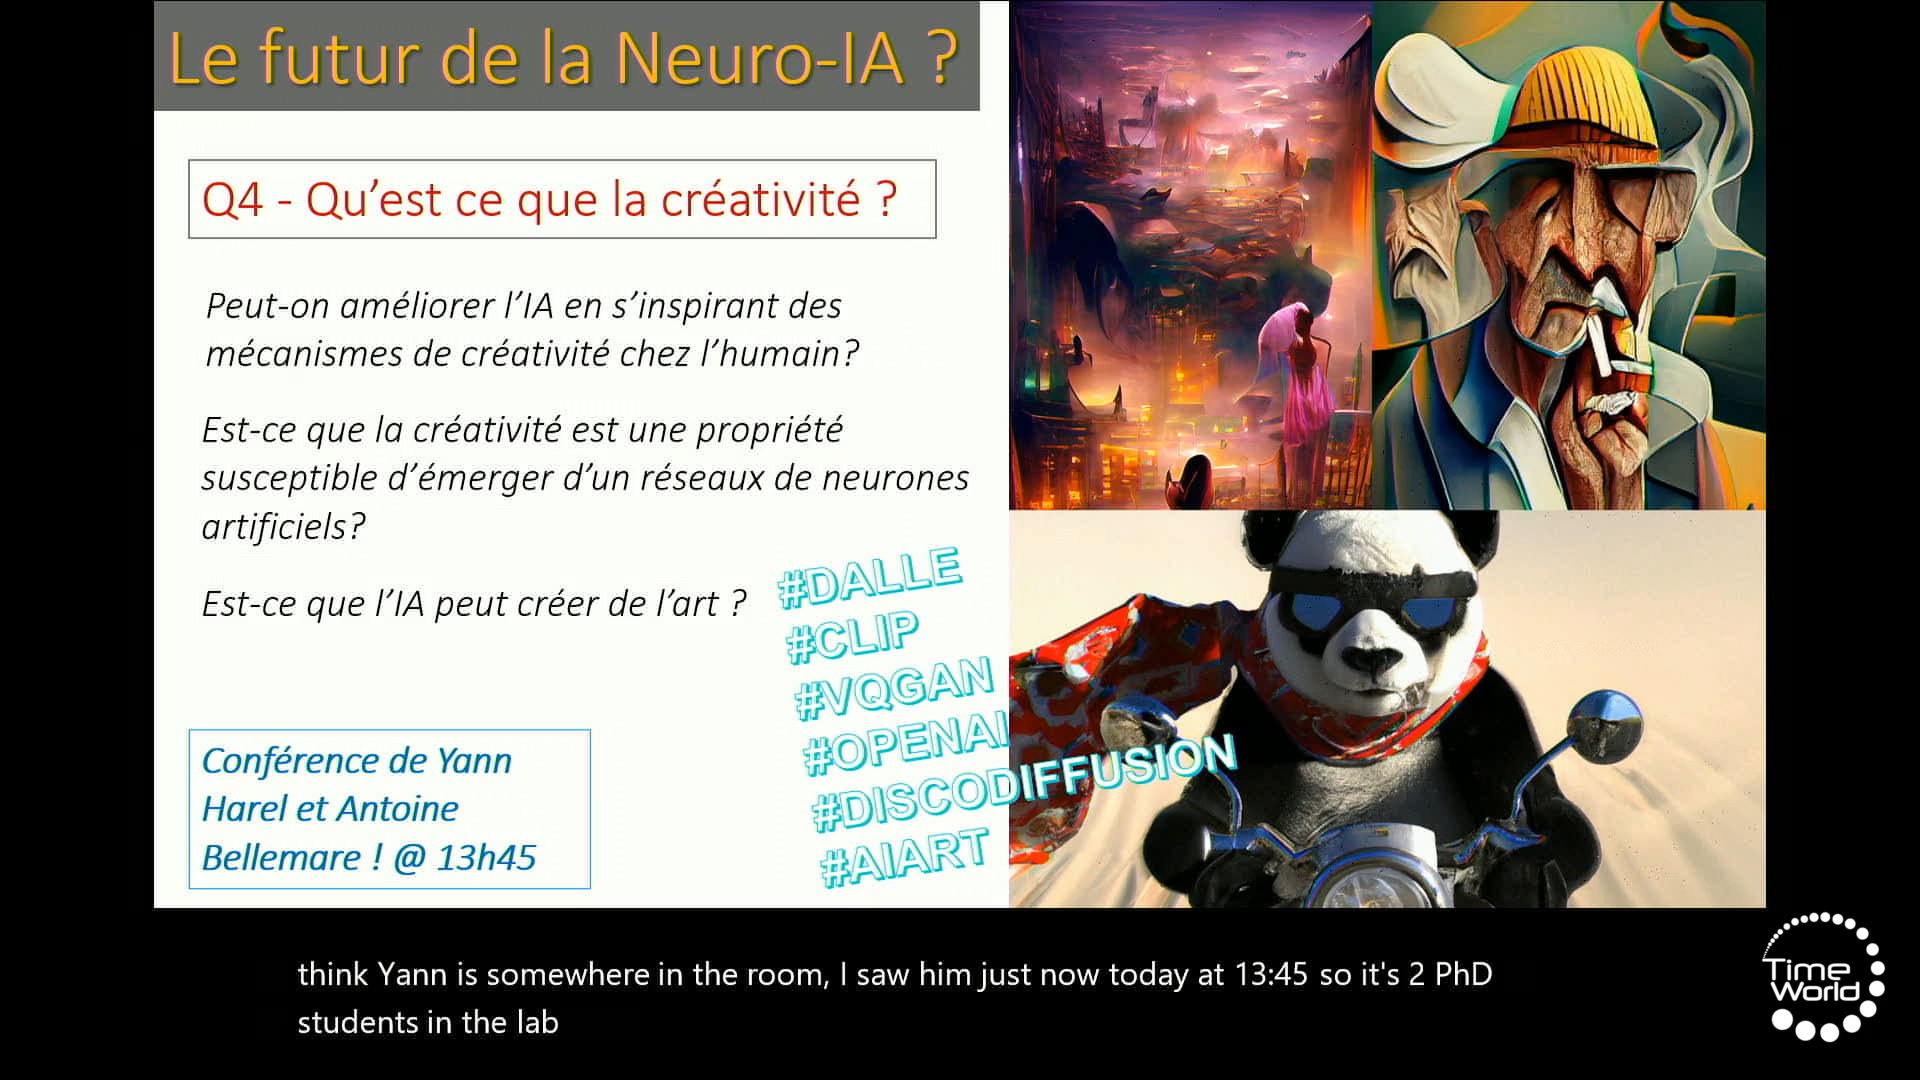 Le futur de la Neuro-IA ?
Q4 - Qu’est ce que la créativité ?
Peut-on améliorer l’IA en s’inspirant des
mécanismes de créativité chez l’humain?
Est-ce que la créativité est une propriété
susceptible d’émerger d’un réseaux de neurones
artificiels?
Est-ce que l’IA peut créer de l’art ?
#DALLE
#CLIP
#VQGAN
#OPENAI
#DISCODIFFUSION
#AIART
Conférence de Yann
Harel et Antoine
Bellemare ! @ 13h45
think Yann is somewhere in the room, I saw him just now today at 13:45 so it's 2 PhD
students in the lab
Time
World